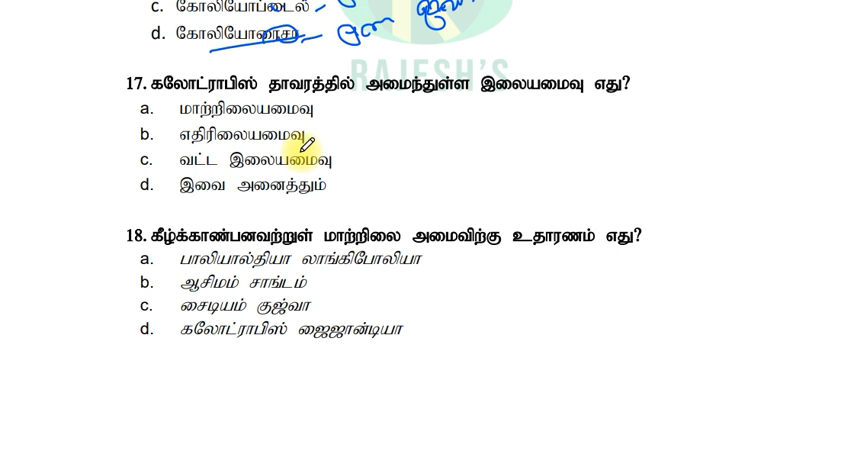 c. கோலியோப்டைல்
d. கோலியோரைசா
RAJESH'S
17. கலோட்ராபிஸ் தாவரத்தில் அமைந்துள்ள இலையமைவு எது?
a. மாற்றிலையமைவு
b. எதிரிலையமைவு
c. வட்ட இலையமைவு
d. இவை அனைத்தும்
18. கீழ்க்காண்பனவற்றுள் மாற்றிலை அமைவிற்கு உதாரணம் எது?
a. பாலியால்தியா லாங்கிபோலியா
b. ஆசிமம் சாங்டம்
c. சைடியம் குஜ்வா
d. கலோட்ராபிஸ் ஜைஜான்டியா